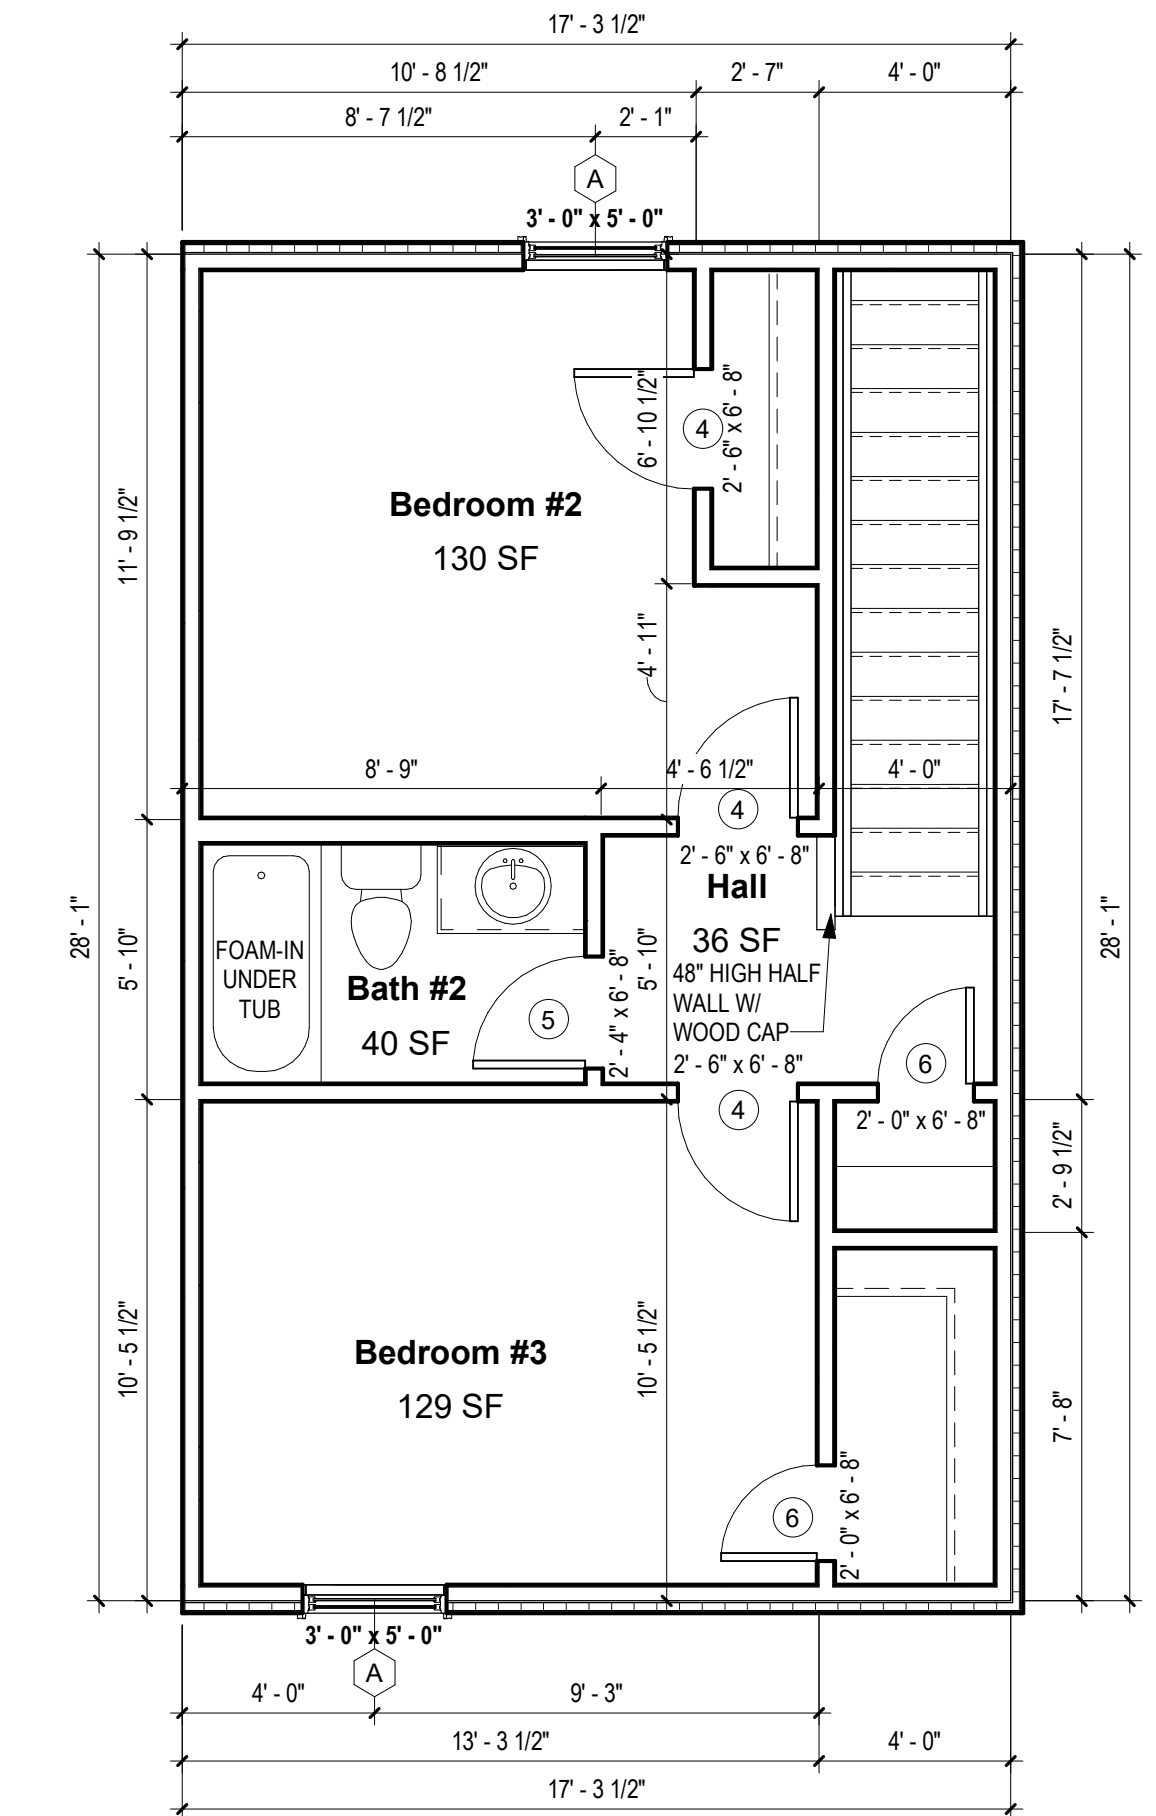 17' - 3 1/2"
10' - 8 1/2"
2' - 7"
4' - 0"
8' - 7 1/2"
2' - 1"
A
3' - 0" x 5' - 0"
6' - 10 1/2"
4
2' - 6" x 6' - 8"
Bedroom #2
130 SF
11' - 9 1/2"
4' - 11"
17' - 7 1/2"
8' - 9"
4' - 6 1/2"
4' - 0"
4
2' - 6" x 6' - 8"
Hall
36 SF
48" HIGH HALF
WALL W/
WOOD CAP
28' - 1"
5' - 10"
FOAM-IN
UNDER
TUB
Bath #2
40 SF
5
2' - 4" x 6' - 8"
5' - 10"
28' - 1"
2' - 6" x 6' - 8"
4
6
2' - 0" x 6' - 8"
2' - 9 1/2"
10' - 5 1/2"
Bedroom #3
129 SF
10' - 5 1/2"
7' - 8"
6
2' - 0" x 6' - 8"
3' - 0" x 5' - 0"
A
4' - 0"
9' - 3"
13' - 3 1/2"
4' - 0"
17' - 3 1/2"